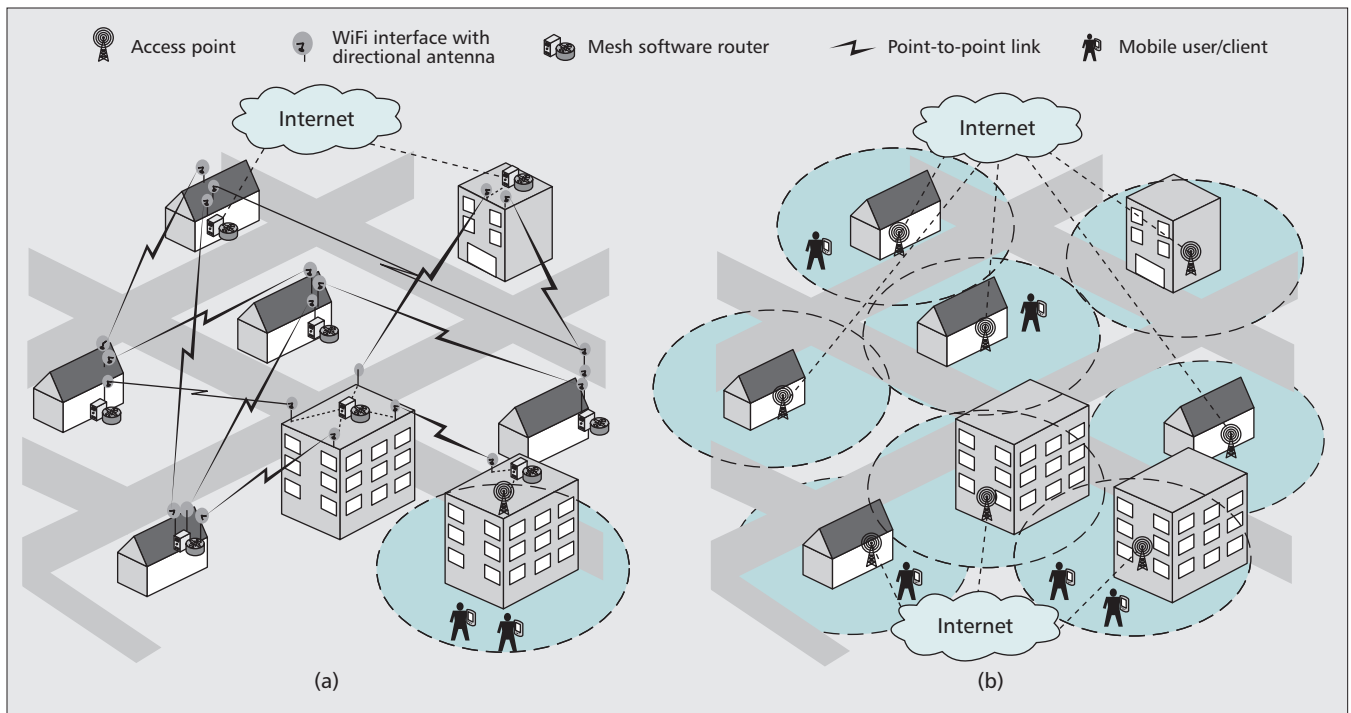 Access point
WiFi interface with
directional antenna
Mesh software router
Point-to-point link
Mobile user/client
Internet
Internet
Internet
(a)
(b)